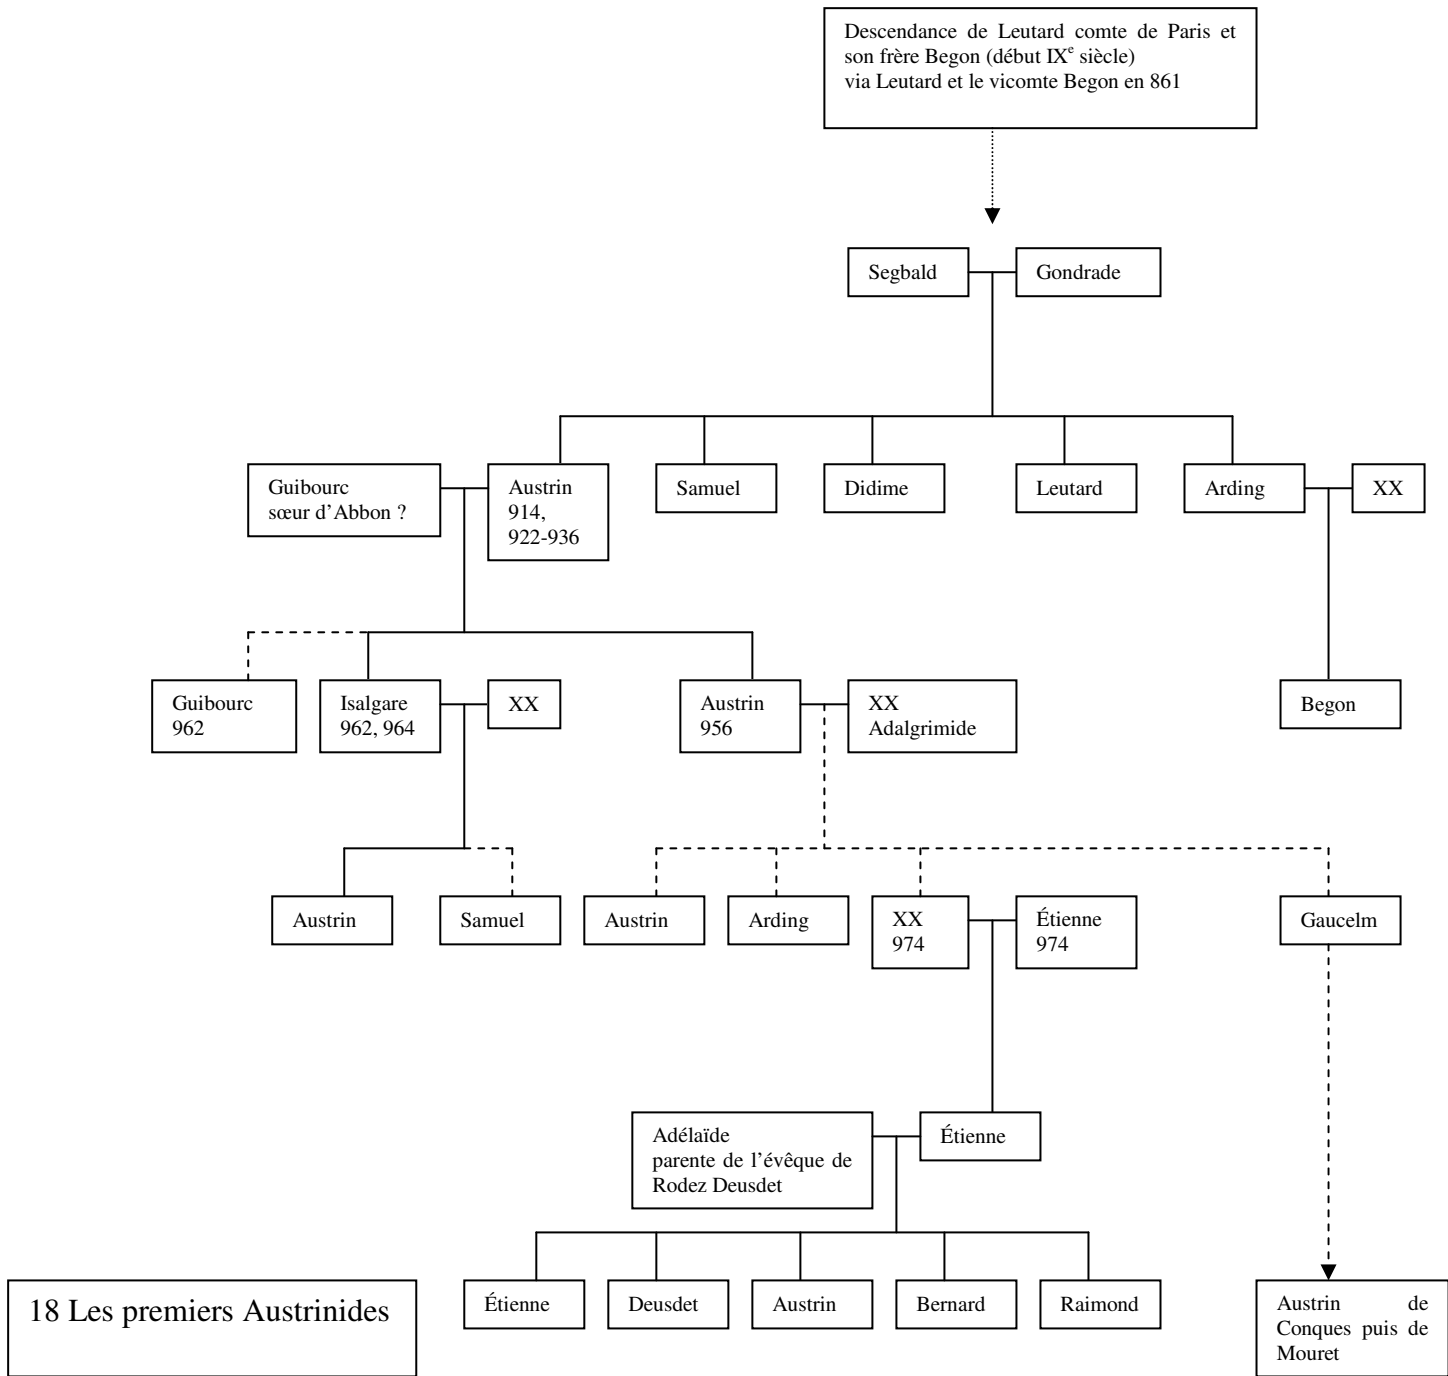 Descendance de Leutard comte de Paris et
son frère Begon (début IXe siècle)
via Leutard et le vicomte Begon en 861
Segbald
Gondrade
Guibourc
sœur d'Abbon ?
Austrin
914,
922-936
Samuel
Didime
Leutard
Arding
XX
Guibourc
962
Isalgare
962, 964
XX
Austrin
956
XX
Adalgrimide
Begon
Austrin
Samuel
Austrin
Arding
XX
974
Étienne
974
Gaucelm
Adélaïde
parente de l'évêque de
Rodez Deusdet
Étienne
Étienne
Deusdet
Austrin
Bernard
Raimond
Austrin de
Conques puis de
Mouret
18 Les premiers Austrinides